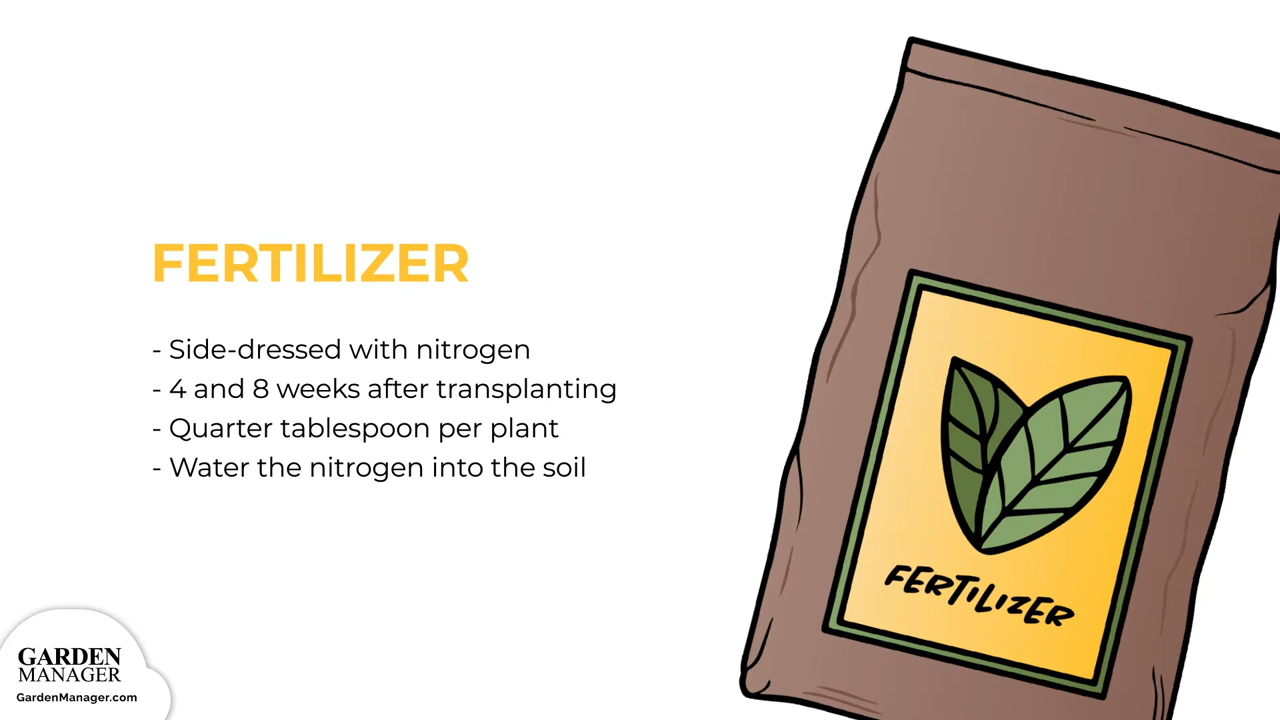 FERTILIZER
- Side-dressed with nitrogen
- 4 and 8 weeks after transplanting
- Quarter tablespoon per plant
- Water the nitrogen into the soil
FERTILIZER
GARDEN
MANAGER
GardenManager.com